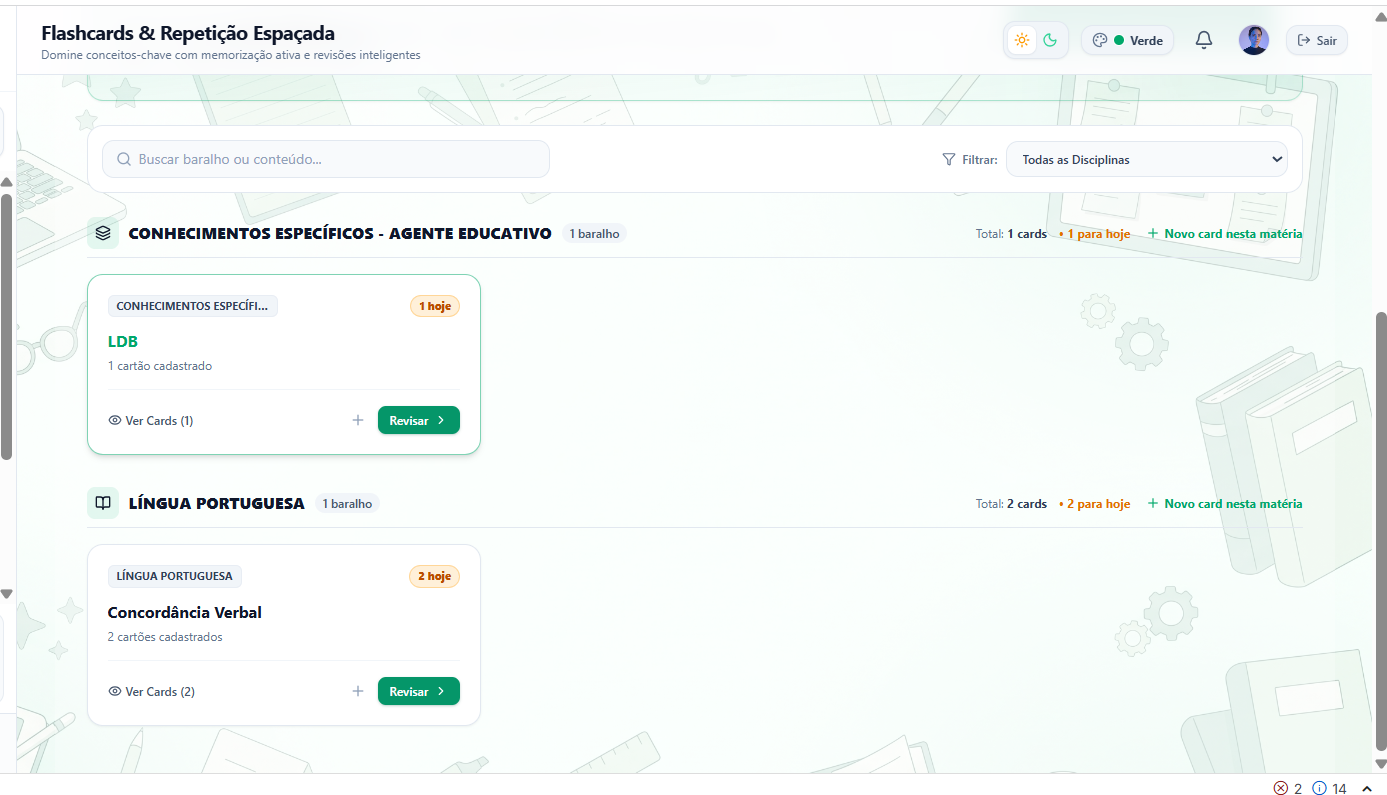 Flashcards & Repetição Espaçada
Domine conceitos-chave com memorização ativa e revisões inteligentes
Verde
Sair
Buscar baralho ou conteúdo...
Filtrar:
Todas as Disciplinas
CONHECIMENTOS ESPECÍFICOS - AGENTE EDUCATIVO
1 baralho
Total: 1 cards
• 1 para hoje
+ Novo card nesta matéria
CONHECIMENTOS ESPECÍFI...
1 hoje
LDB
1 cartão cadastrado
Ver Cards (1)
+
Revisar >
LÍNGUA PORTUGUESA
1 baralho
Total: 2 cards
• 2 para hoje
+ Novo card nesta matéria
LÍNGUA PORTUGUESA
2 hoje
Concordância Verbal
2 cartões cadastrados
Ver Cards (2)
+
Revisar >
2
14